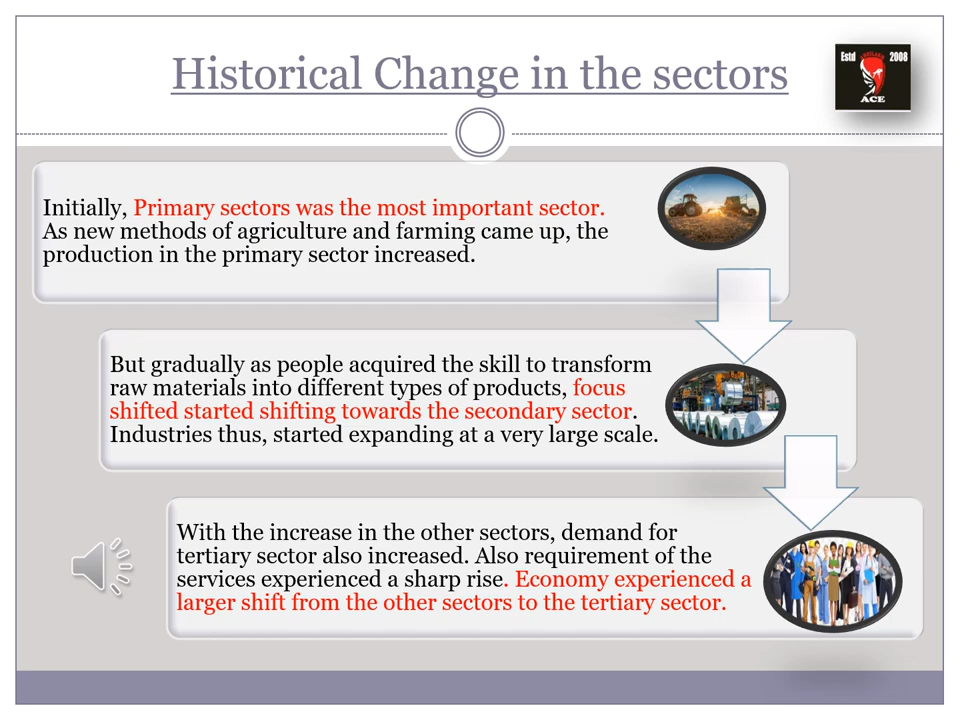 Historical Change in the sectors
Estd 2008
ACE
Initially, Primary sectors was the most important sector.
As new methods of agriculture and farming came up, the
production in the primary sector increased.
But gradually as people acquired the skill to transform
raw materials into different types of products, focus
shifted started shifting towards the secondary sector.
Industries thus, started expanding at a very large scale.
With the increase in the other sectors, demand for
tertiary sector also increased. Also requirement of the
services experienced a sharp rise. Economy experienced a
larger shift from the other sectors to the tertiary sector.